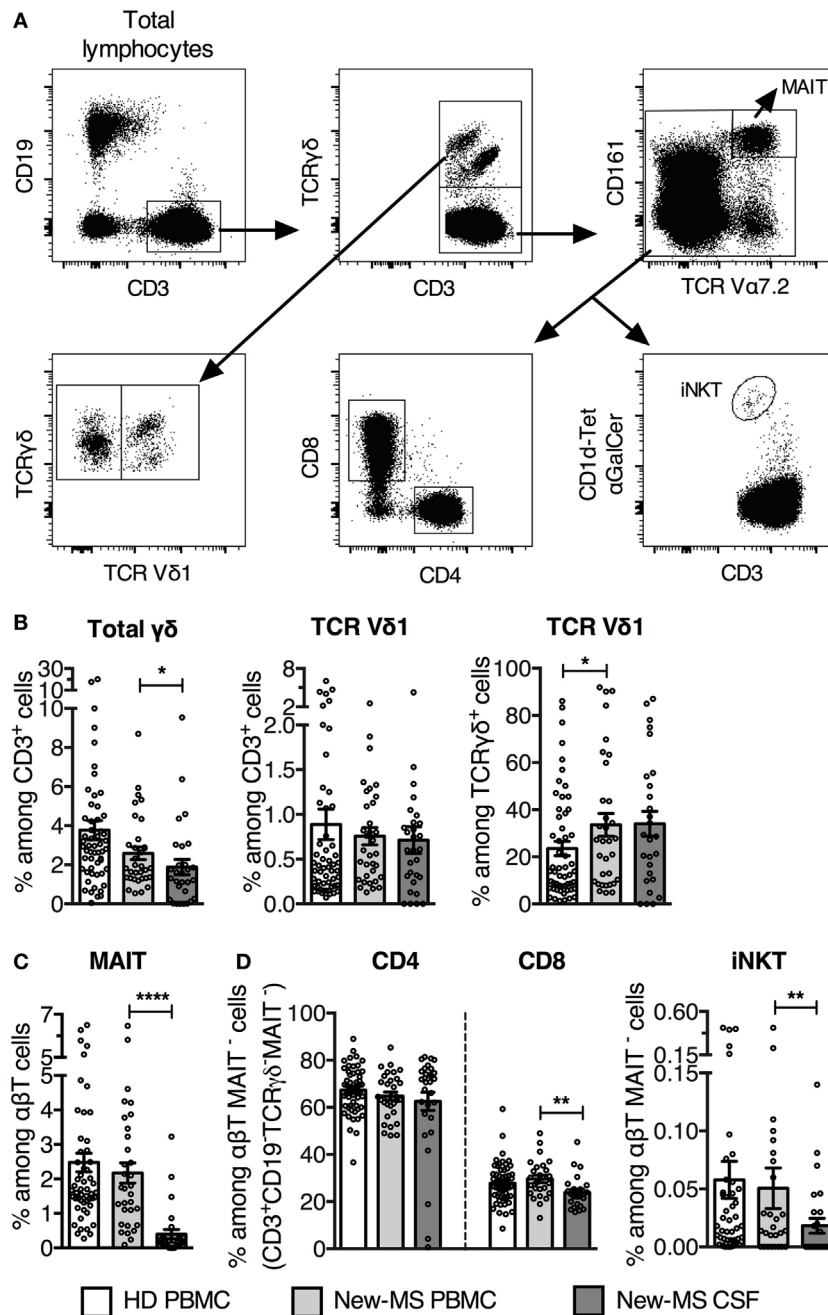 A
Total
lymphocytes
CD19
CD3
TCRγδ
CD3
MAIT
CD161
TCR Vα7.2
TCRγδ
TCR Vδ1
CD8
CD4
iNKT
CD1d-Tet
αGalCer
CD3
B
Total γδ
TCR Vδ1
TCR Vδ1
% among CD3+ cells
30
15
10
8
6
4
2
0
*
% among CD3+ cells
8
2
2.0
1.5
1.0
0.5
0.0
% among TCRγδ+ cells
100
80
60
40
20
0
*
C
MAIT
% among αβT cells
7
5
5
4
3
2
1
0
****
D
CD4
CD8
iNKT
% among αβT MAIT - cells
(CD3+CD19-TCRγδ-MAIT-)
100
80
60
40
20
0
**
% among αβT MAIT - cells
0.60
0.15
0.15
0.10
0.05
0.00
**
HD PBMC
New-MS PBMC
New-MS CSF